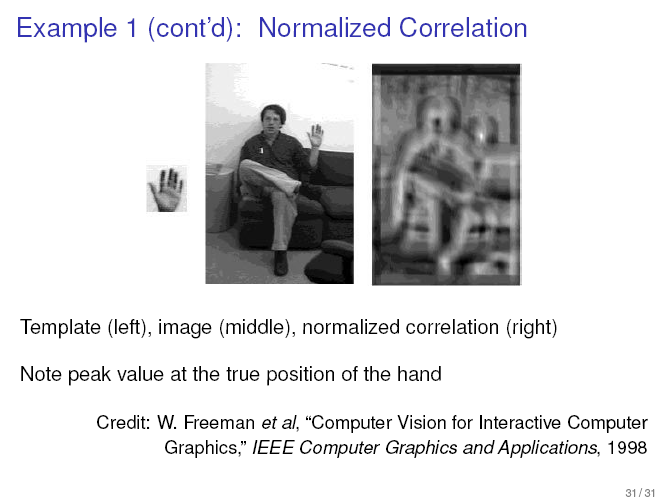 Example 1 (cont’d): Normalized Correlation
Template (left), image (middle), normalized correlation (right)
Note peak value at the true position of the hand
Credit: W. Freeman et al, “Computer Vision for Interactive Computer
Graphics,” IEEE Computer Graphics and Applications, 1998
31 / 31